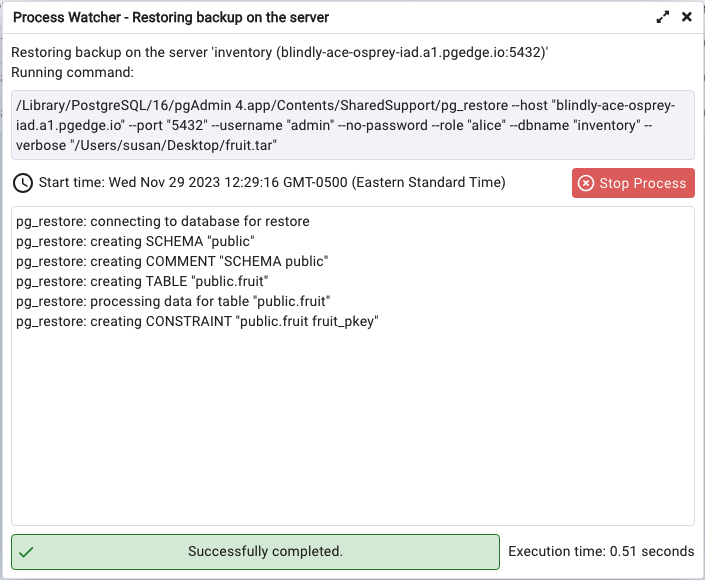 Process Watcher - Restoring backup on the server
Restoring backup on the server 'inventory (blindly-ace-osprey-iad.a1.pgedge.io:5432)'
Running command:
/Library/PostgreSQL/16/pgAdmin 4.app/Contents/SharedSupport/pg_restore --host "blindly-ace-osprey-
iad.a1.pgedge.io" --port "5432" --username "admin" --no-password --role "alice" --dbname "inventory" --
verbose "/Users/susan/Desktop/fruit.tar"
Start time: Wed Nov 29 2023 12:29:16 GMT-0500 (Eastern Standard Time)
Stop Process
pg_restore: connecting to database for restore
pg_restore: creating SCHEMA "public"
pg_restore: creating COMMENT "SCHEMA public"
pg_restore: creating TABLE "public.fruit"
pg_restore: processing data for table "public.fruit"
pg_restore: creating CONSTRAINT "public.fruit fruit_pkey"
Successfully completed.
Execution time: 0.51 seconds